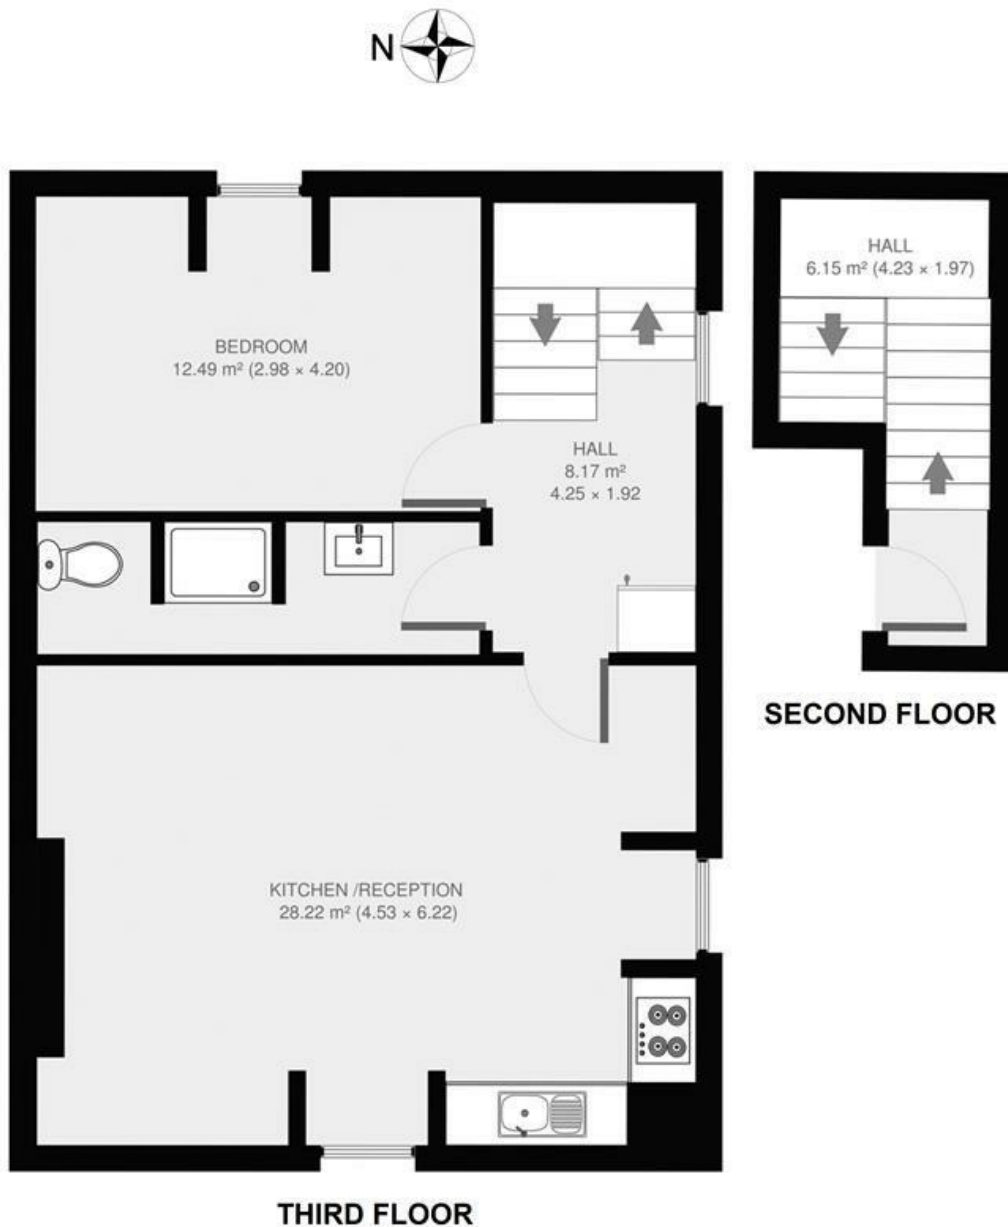 N
BEDROOM
12.49 m² (2.98 × 4.20)
HALL
8.17 m²
4.25 × 1.92
KITCHEN /RECEPTION
28.22 m² (4.53 × 6.22)
THIRD FLOOR
HALL
6.15 m² (4.23 × 1.97)
SECOND FLOOR